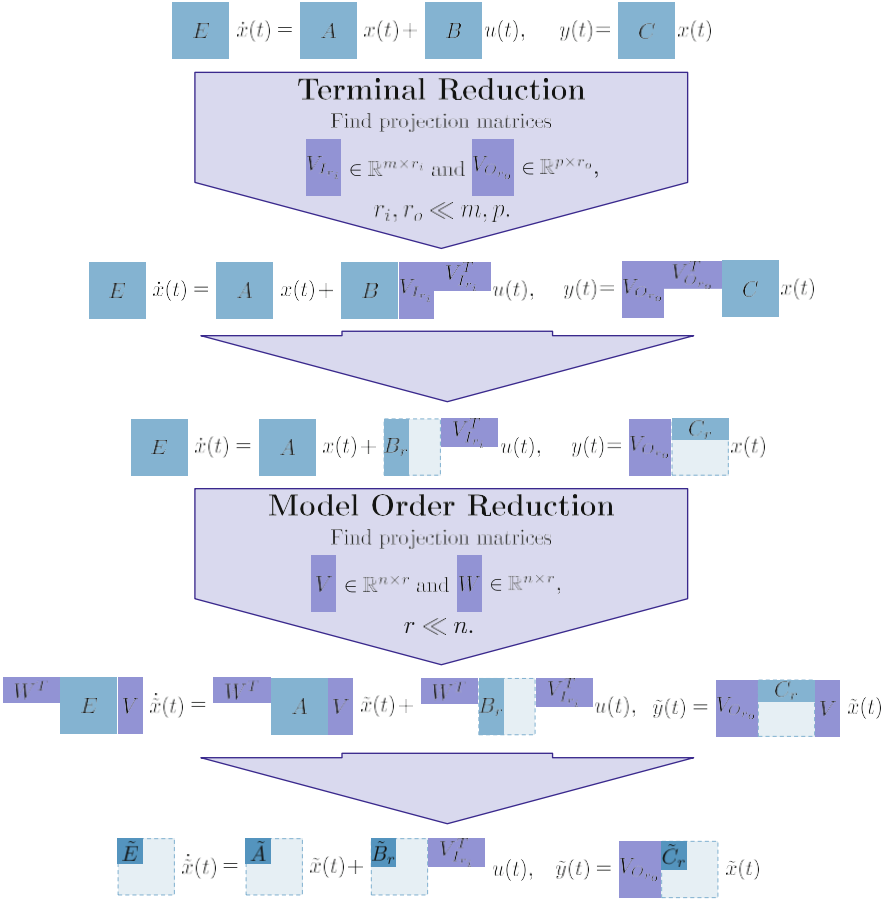 E ẋ(t) = A x(t)+ B u(t), y(t)= C x(t)
Terminal Reduction
Find projection matrices
V_{I_{r_i}} ∈ ℝ^{m×r_i} and V_{O_{r_o}} ∈ ℝ^{p×r_o},
r_i, r_o ≪ m, p.
E ẋ(t) = A x(t)+ B V_{I_{r_i}} V_{I_{r_i}}^T u(t), y(t)= V_{O_{r_o}} V_{O_{r_o}}^T C x(t)
E ẋ(t) = A x(t)+ B_r V_{I_{r_i}}^T u(t), y(t)= V_{O_{r_o}} C_r x(t)
Model Order Reduction
Find projection matrices
V ∈ ℝ^{n×r} and W ∈ ℝ^{n×r},
r ≪ n.
W^T E V \dot{x̃}(t) = W^T A V x̃(t)+ W^T B_r V_{I_{r_i}}^T u(t), ỹ(t) = V_{O_{r_o}} C_r V x̃(t)
Ẽ \dot{x̃}(t) = Ã x̃(t)+ B̃_r V_{I_{r_i}}^T u(t), ỹ(t) = V_{O_{r_o}} C̃_r x̃(t)